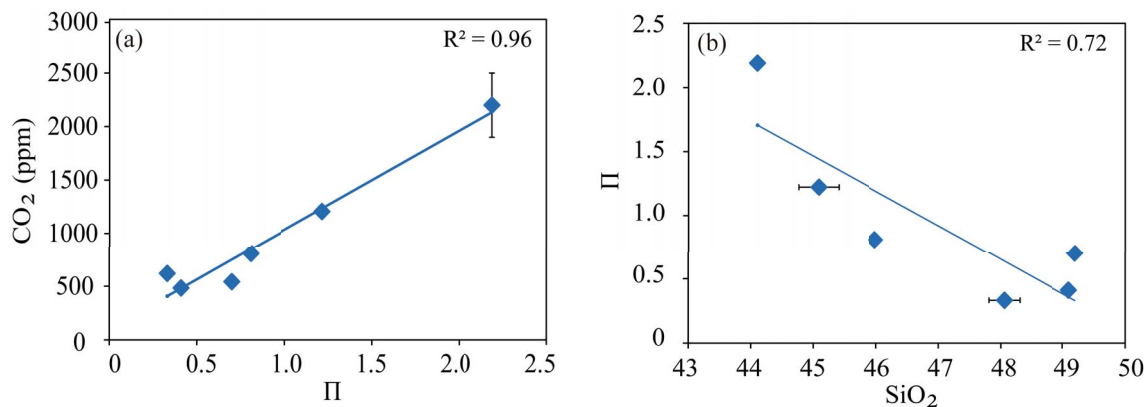 (a)
R² = 0.96
3000
2500
2000
1500
1000
500
0
CO₂ (ppm)
0 0.5 1.0 1.5 2.0 2.5
Π
(b)
R² = 0.72
2.5
2.0
1.5
1.0
0.5
0
Π
43 44 45 46 47 48 49 50
SiO₂